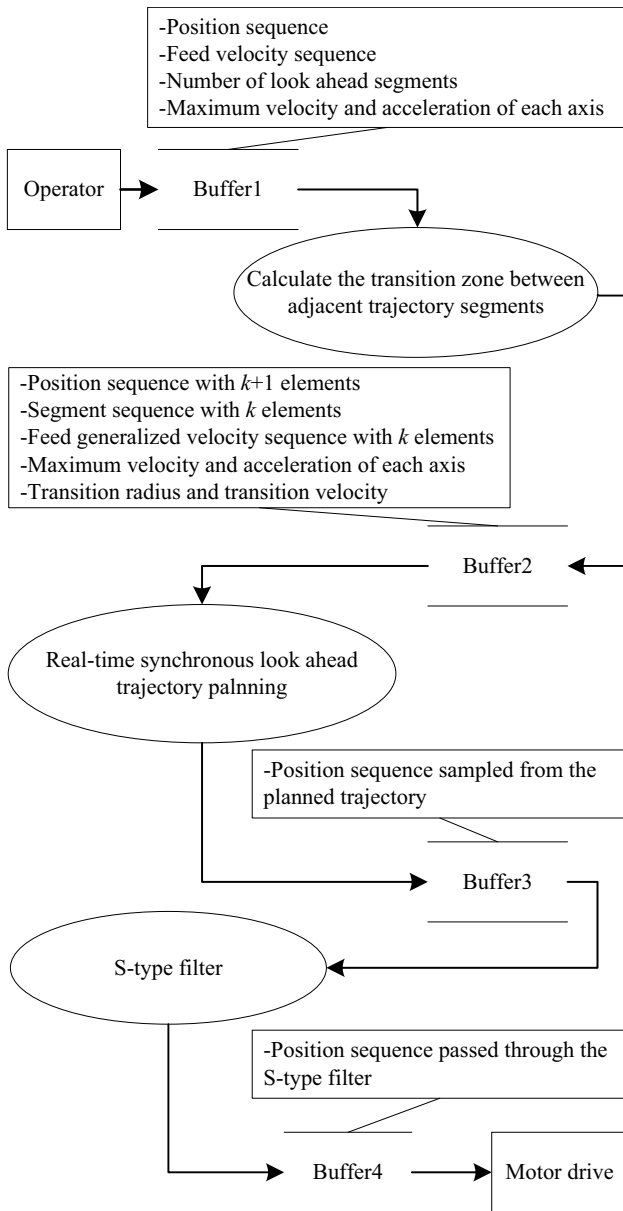 -Position sequence
-Feed velocity sequence
-Number of look ahead segments
-Maximum velocity and acceleration of each axis
Operator
Buffer1
Calculate the transition zone between
adjacent trajectory segments
-Position sequence with k+1 elements
-Segment sequence with k elements
-Feed generalized velocity sequence with k elements
-Maximum velocity and acceleration of each axis
-Transition radius and transition velocity
Buffer2
Real-time synchronous look ahead
trajectory palnning
-Position sequence sampled from the
planned trajectory
Buffer3
S-type filter
-Position sequence passed through the
S-type filter
Buffer4
Motor drive